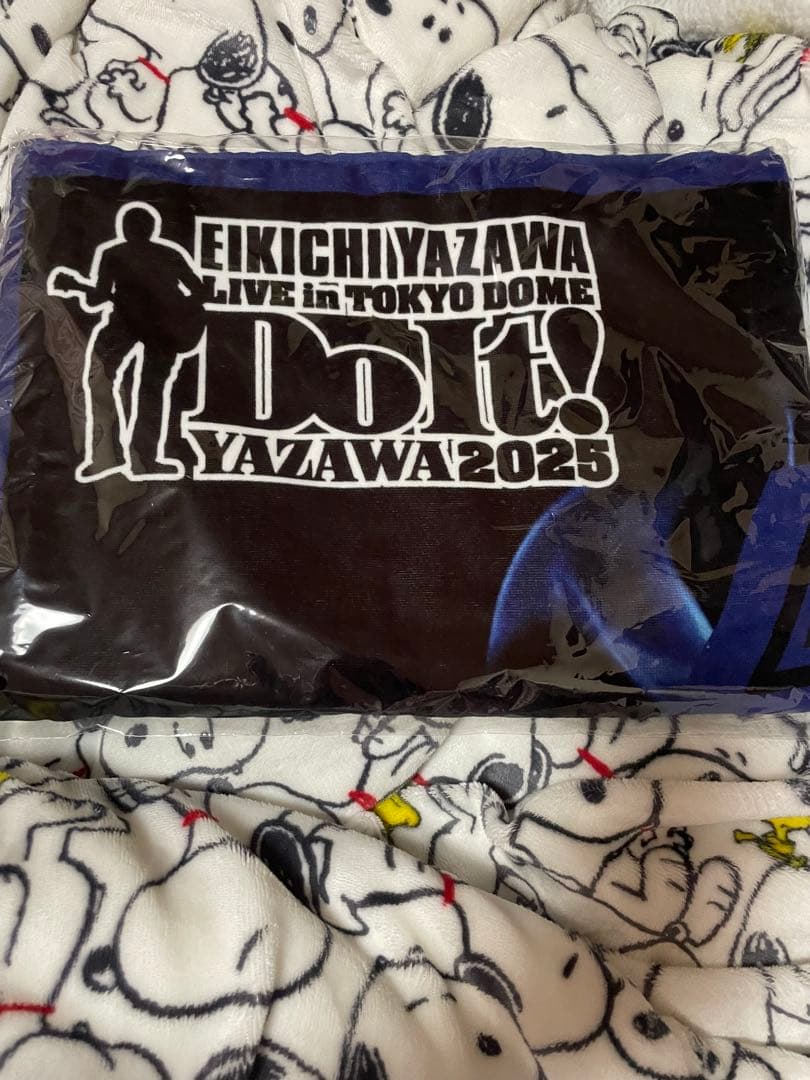 EIKICHI YAZAWA
LIVE in TOKYO DOME
Do It!
YAZAWA 2025